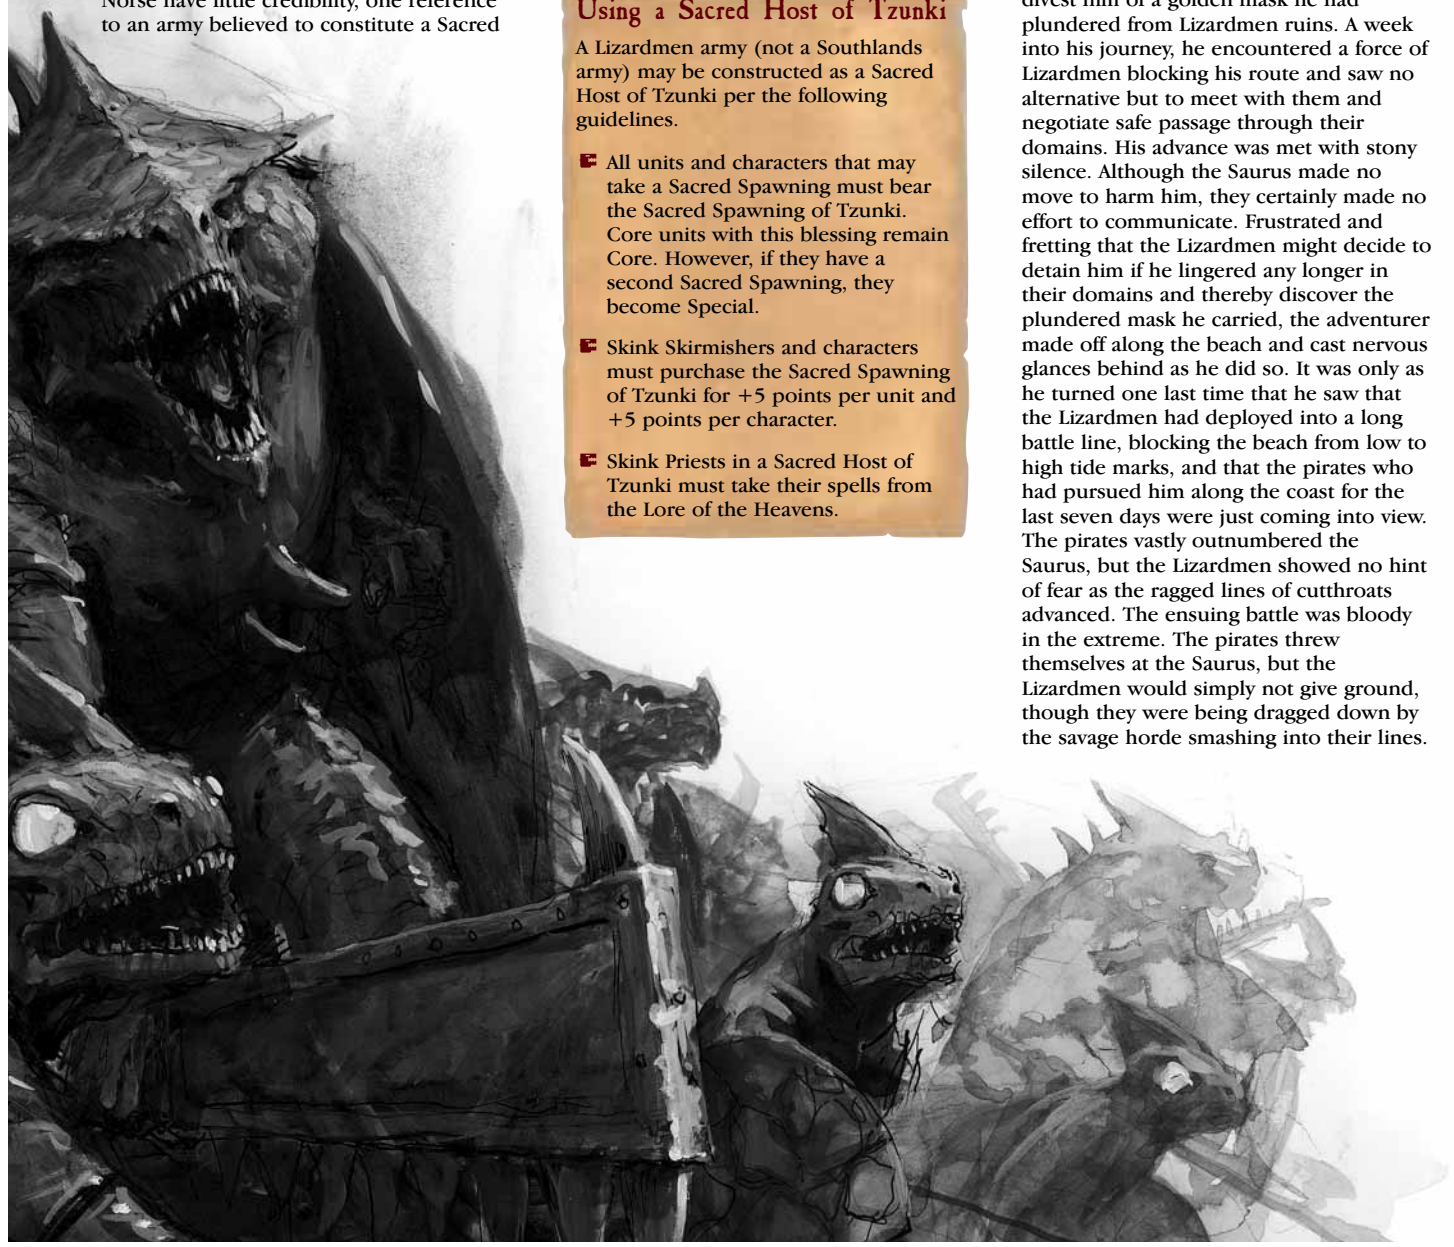 Norse have little credibility, one reference
to an army believed to constitute a Sacred
Using a Sacred Host of Tzunki
A Lizardmen army (not a Southlands
army) may be constructed as a Sacred
Host of Tzunki per the following
guidelines.
All units and characters that may
take a Sacred Spawning must bear
the Sacred Spawning of Tzunki.
Core units with this blessing remain
Core. However, if they have a
second Sacred Spawning, they
become Special.
Skink Skirmishers and characters
must purchase the Sacred Spawning
of Tzunki for +5 points per unit and
+5 points per character.
Skink Priests in a Sacred Host of
Tzunki must take their spells from
the Lore of the Heavens.
divest him of a golden mask he had
plundered from Lizardmen ruins. A week
into his journey, he encountered a force of
Lizardmen blocking his route and saw no
alternative but to meet with them and
negotiate safe passage through their
domains. His advance was met with stony
silence. Although the Saurus made no
move to harm him, they certainly made no
effort to communicate. Frustrated and
fretting that the Lizardmen might decide to
detain him if he lingered any longer in
their domains and thereby discover the
plundered mask he carried, the adventurer
made off along the beach and cast nervous
glances behind as he did so. It was only as
he turned one last time that he saw that
the Lizardmen had deployed into a long
battle line, blocking the beach from low to
high tide marks, and that the pirates who
had pursued him along the coast for the
last seven days were just coming into view.
The pirates vastly outnumbered the
Saurus, but the Lizardmen showed no hint
of fear as the ragged lines of cutthroats
advanced. The ensuing battle was bloody
in the extreme. The pirates threw
themselves at the Saurus, but the
Lizardmen would simply not give ground,
though they were being dragged down by
the savage horde smashing into their lines.